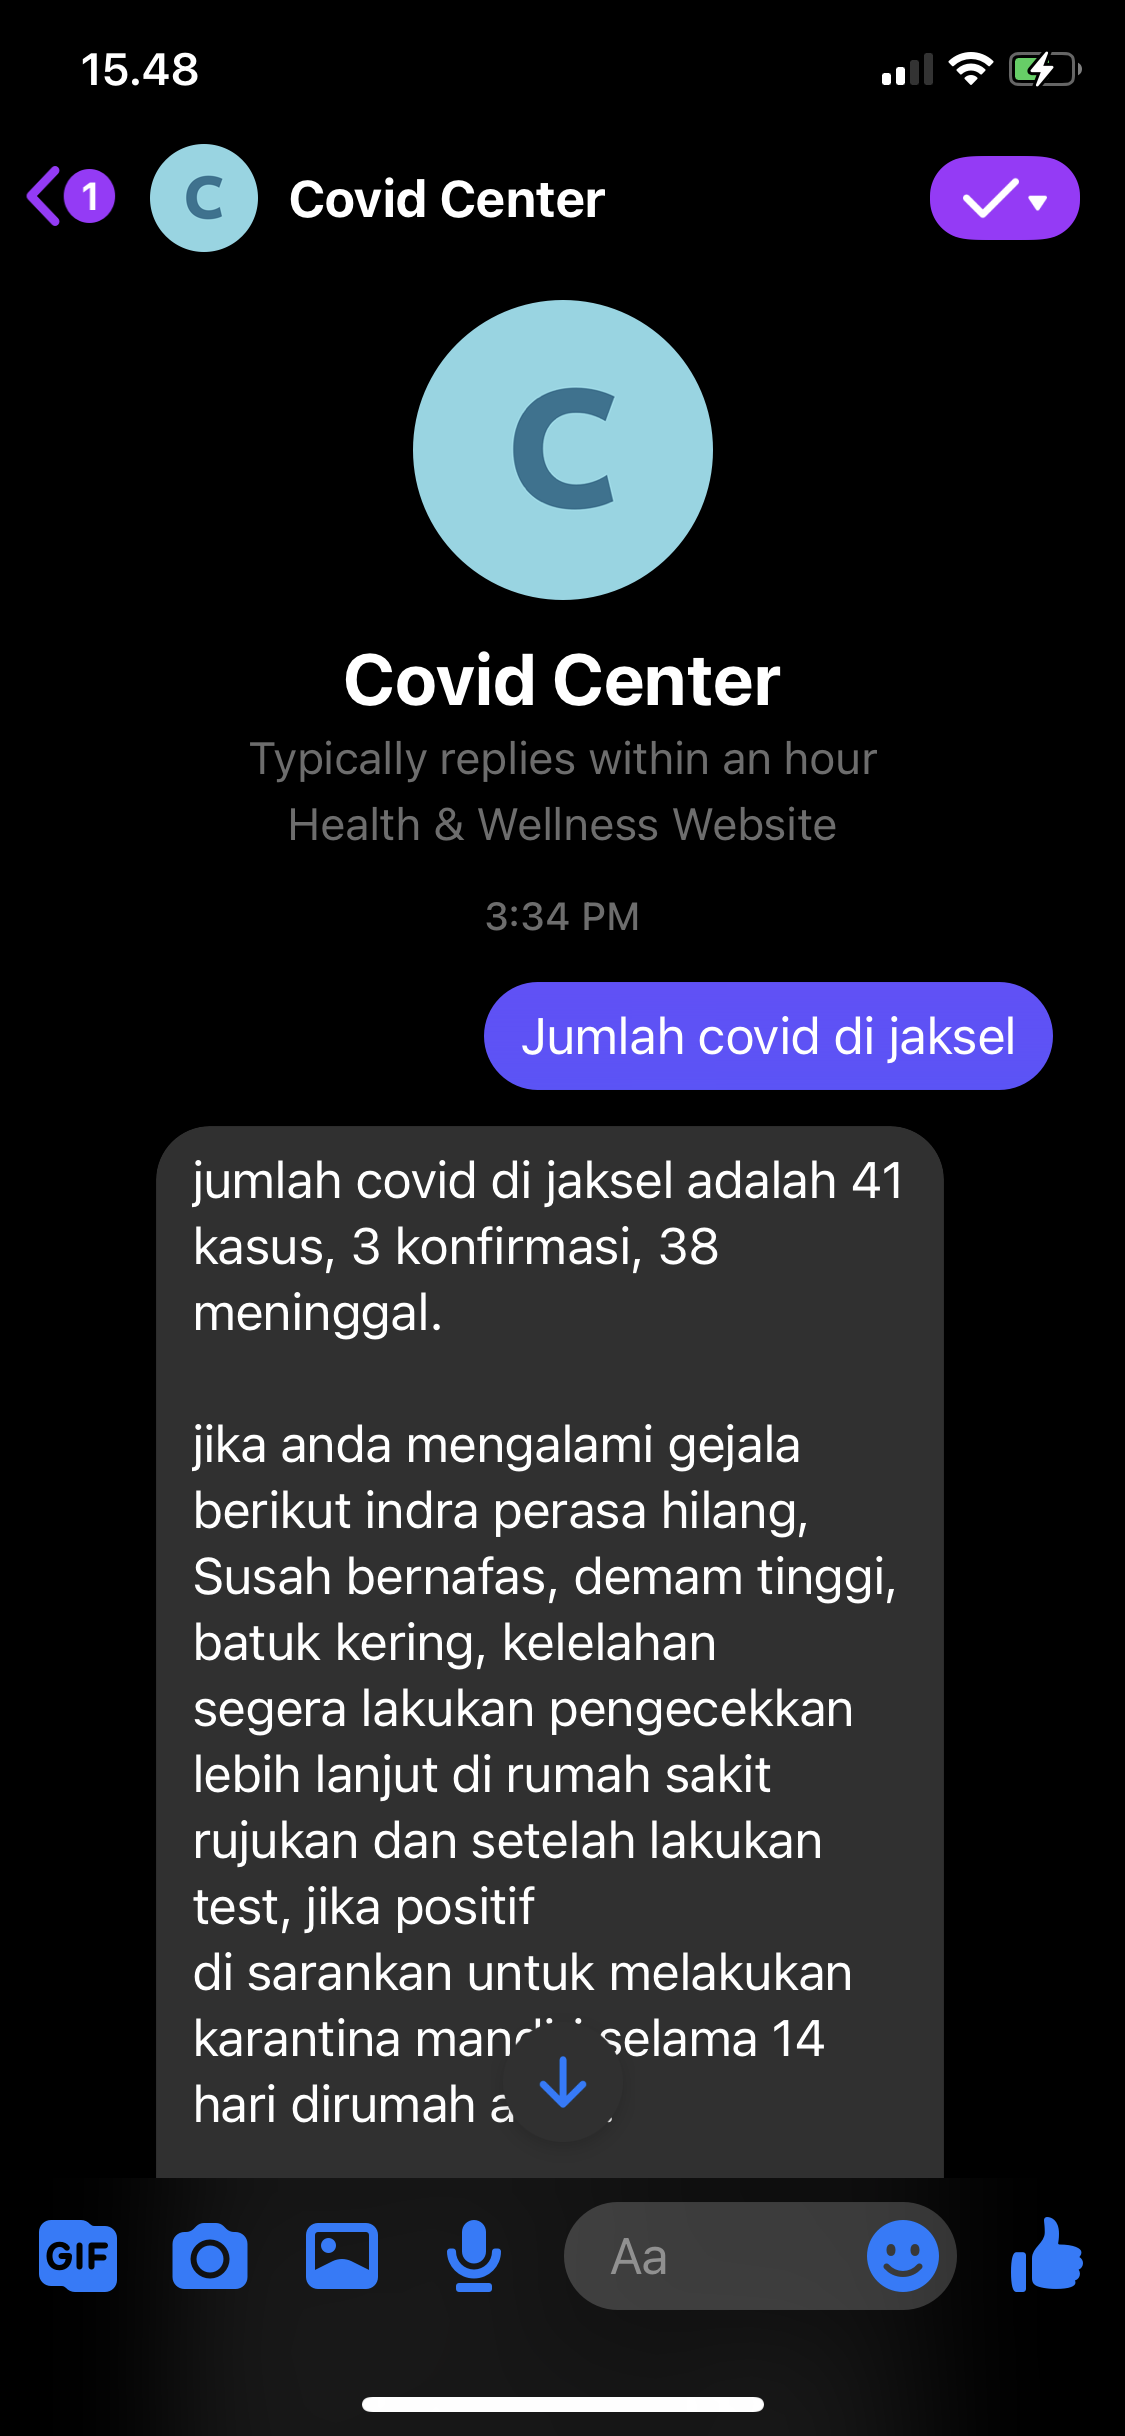 15.48
1
C
Covid Center
C
Covid Center
Typically replies within an hour
Health & Wellness Website
3:34 PM
Jumlah covid di jaksel
jumlah covid di jaksel adalah 41
kasus, 3 konfirmasi, 38
meninggal.
jika anda mengalami gejala
berikut indra perasa hilang,
Susah bernafas, demam tinggi,
batuk kering, kelelahan
segera lakukan pengecekkan
lebih lanjut di rumah sakit
rujukan dan setelah lakukan
test, jika positif
di sarankan untuk melakukan
karantina mandiri selama 14
hari dirumah
GIF
Aa